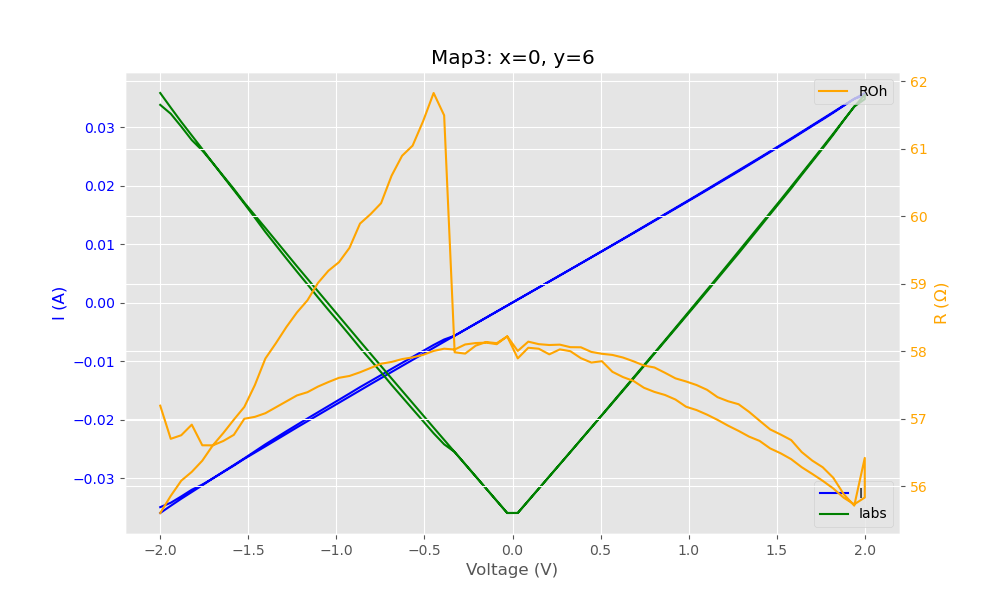 Map3: x=0, y=6
ROh
62
61
60
59
58
57
56
R (Ω)
0.03
0.02
0.01
0.00
−0.01
−0.02
−0.03
I (A)
I
Iabs
−2.0 −1.5 −1.0 −0.5 0.0 0.5 1.0 1.5 2.0
Voltage (V)